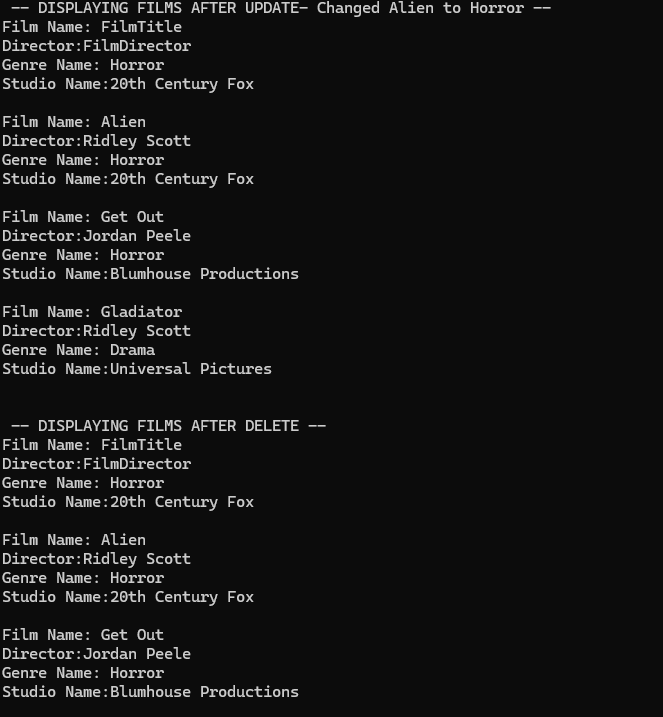 -- DISPLAYING FILMS AFTER UPDATE- Changed Alien to Horror --
Film Name: FilmTitle
Director:FilmDirector
Genre Name: Horror
Studio Name:20th Century Fox

Film Name: Alien
Director:Ridley Scott
Genre Name: Horror
Studio Name:20th Century Fox

Film Name: Get Out
Director:Jordan Peele
Genre Name: Horror
Studio Name:Blumhouse Productions

Film Name: Gladiator
Director:Ridley Scott
Genre Name: Drama
Studio Name:Universal Pictures

-- DISPLAYING FILMS AFTER DELETE --
Film Name: FilmTitle
Director:FilmDirector
Genre Name: Horror
Studio Name:20th Century Fox

Film Name: Alien
Director:Ridley Scott
Genre Name: Horror
Studio Name:20th Century Fox

Film Name: Get Out
Director:Jordan Peele
Genre Name: Horror
Studio Name:Blumhouse Productions